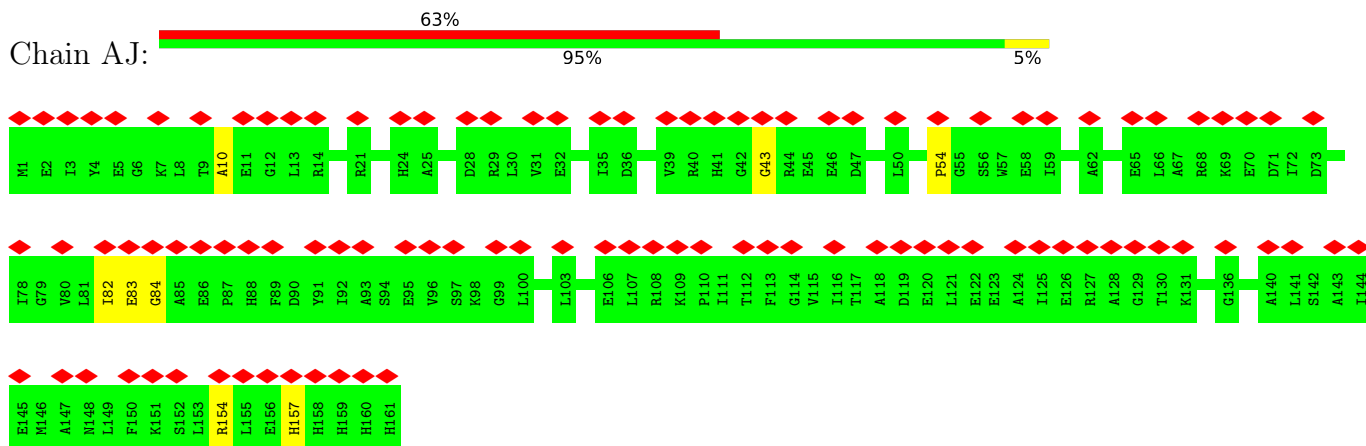 63%
Chain AJ:
95% 5%
M1 E2 I3 Y4 E5 G6 K7 L8 T9 A10 E11 G12 L13 R14 R21 H24 A25 D28 R29 L30 V31 E32 I35 D36 V39 R40 H41 G42 G43 R44 E45 E46 D47 L50 P54 G55 S56 W57 E58 I59 A62 E65 L66 A67 R68 K69 E70 D71 I72 D73
I78 G79 V80 L81 I82 E83 G84 A85 E86 P87 H88 F89 D90 Y91 I92 A93 S94 E95 V96 S97 K98 G99 L100 L103 E106 L107 R108 K109 P110 I111 T112 F113 G114 V115 I116 T117 A118 D119 E120 L121 E122 E123 A124 I125 E126 R127 A128 G129 T130 K131 G136 A140 L141 S142 A143 I144
E145 M146 A147 N148 L149 F150 K151 S152 L153 R154 L155 E156 H157 H158 H159 H160 H161